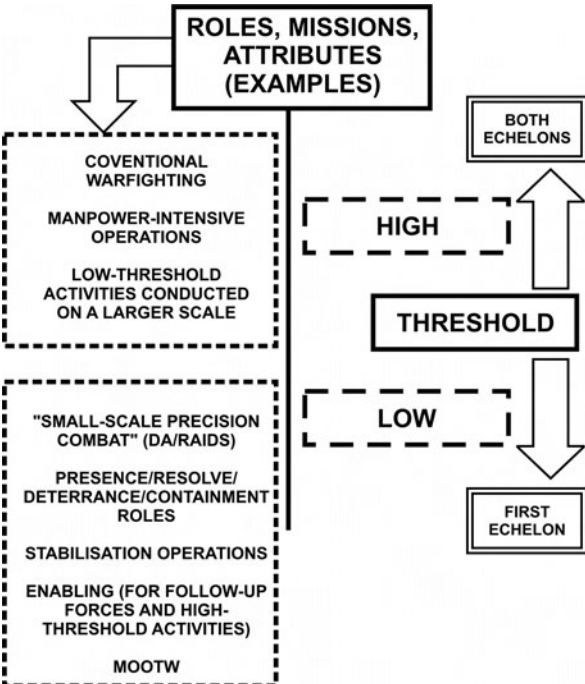 ROLES, MISSIONS,
ATTRIBUTES
(EXAMPLES)
BOTH
ECHELONS
COVENTIONAL
WARFIGHTING
MANPOWER-INTENSIVE
OPERATIONS
LOW-THRESHOLD
ACTIVITIES CONDUCTED
ON A LARGER SCALE
HIGH
THRESHOLD
LOW
"SMALL-SCALE PRECISION
COMBAT" (DA/RAIDS)
PRESENCE/RESOLVE/
DETERRANCE/CONTAINMENT
ROLES
STABILISATION OPERATIONS
ENABLING (FOR FOLLOW-UP
FORCES AND HIGH-
THRESHOLD ACTIVITIES)
MOOTW
FIRST
ECHELON